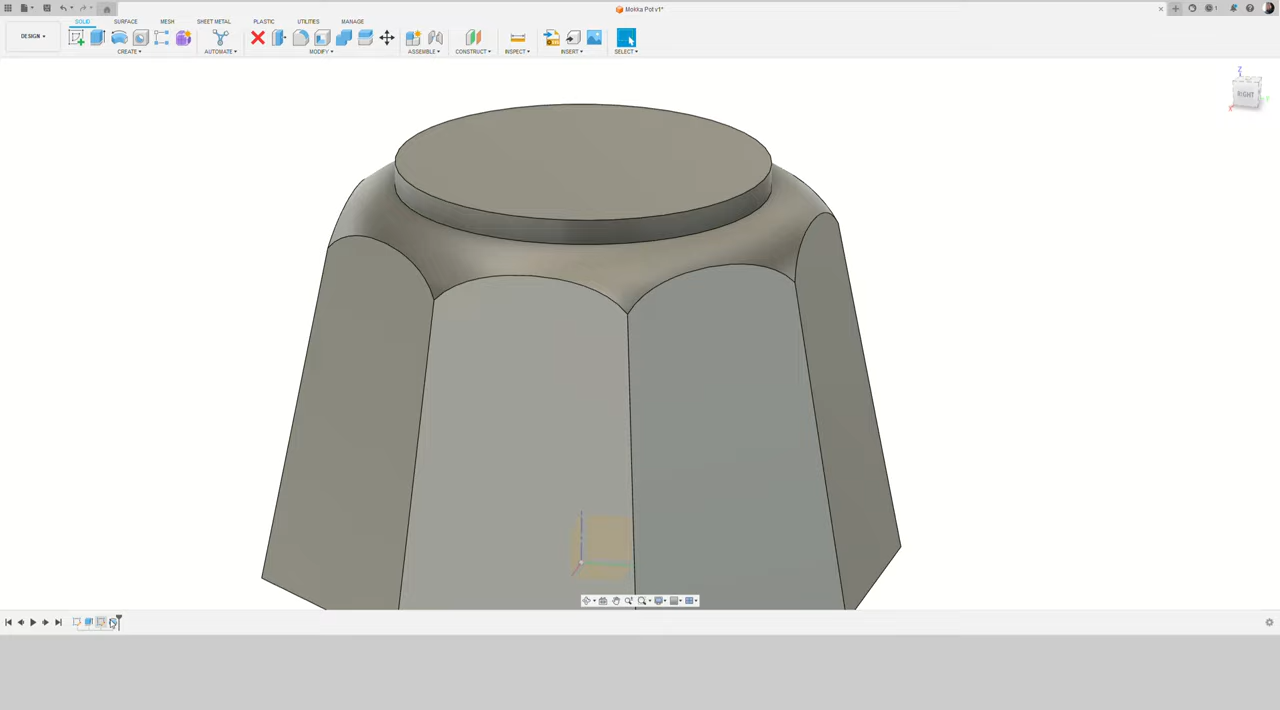 Mokka Pot v1*
1
SOLID SURFACE MESH SHEET METAL PLASTIC UTILITIES MANAGE
DESIGN
CREATE AUTOMATE MODIFY ASSEMBLE CONSTRUCT INSPECT INSERT SELECT
Z
RIGHT
X
Y